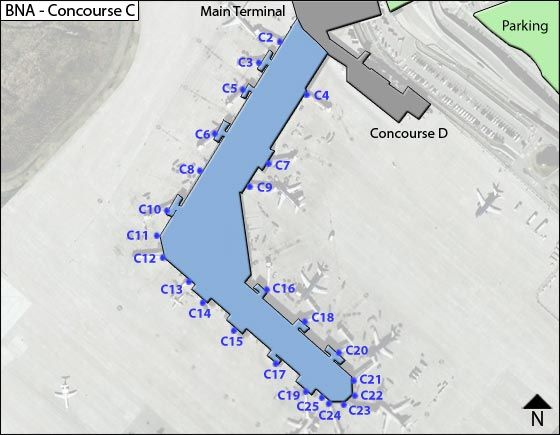 BNA - Concourse C
Main Terminal
Parking
C2
C3
C5
C4
Concourse D
C6
C7
C8
C9
C10
C11
C12
C13
C16
C14
C18
C15
C20
C17
C21
C19
C22
C25
C24
C23
N